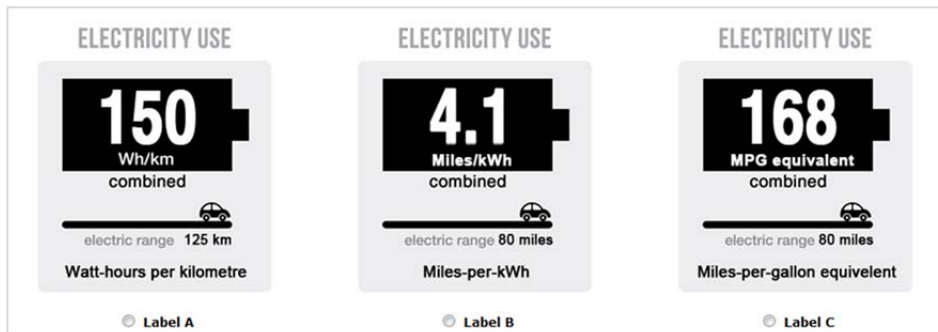 ELECTRICITY USE
150
Wh/km
combined
electric range 125 km
Watt-hours per kilometre
Label A
ELECTRICITY USE
4.1
Miles/kWh
combined
electric range 80 miles
Miles-per-kWh
Label B
ELECTRICITY USE
168
MPG equivalent
combined
electric range 80 miles
Miles-per-gallon equivelent
Label C